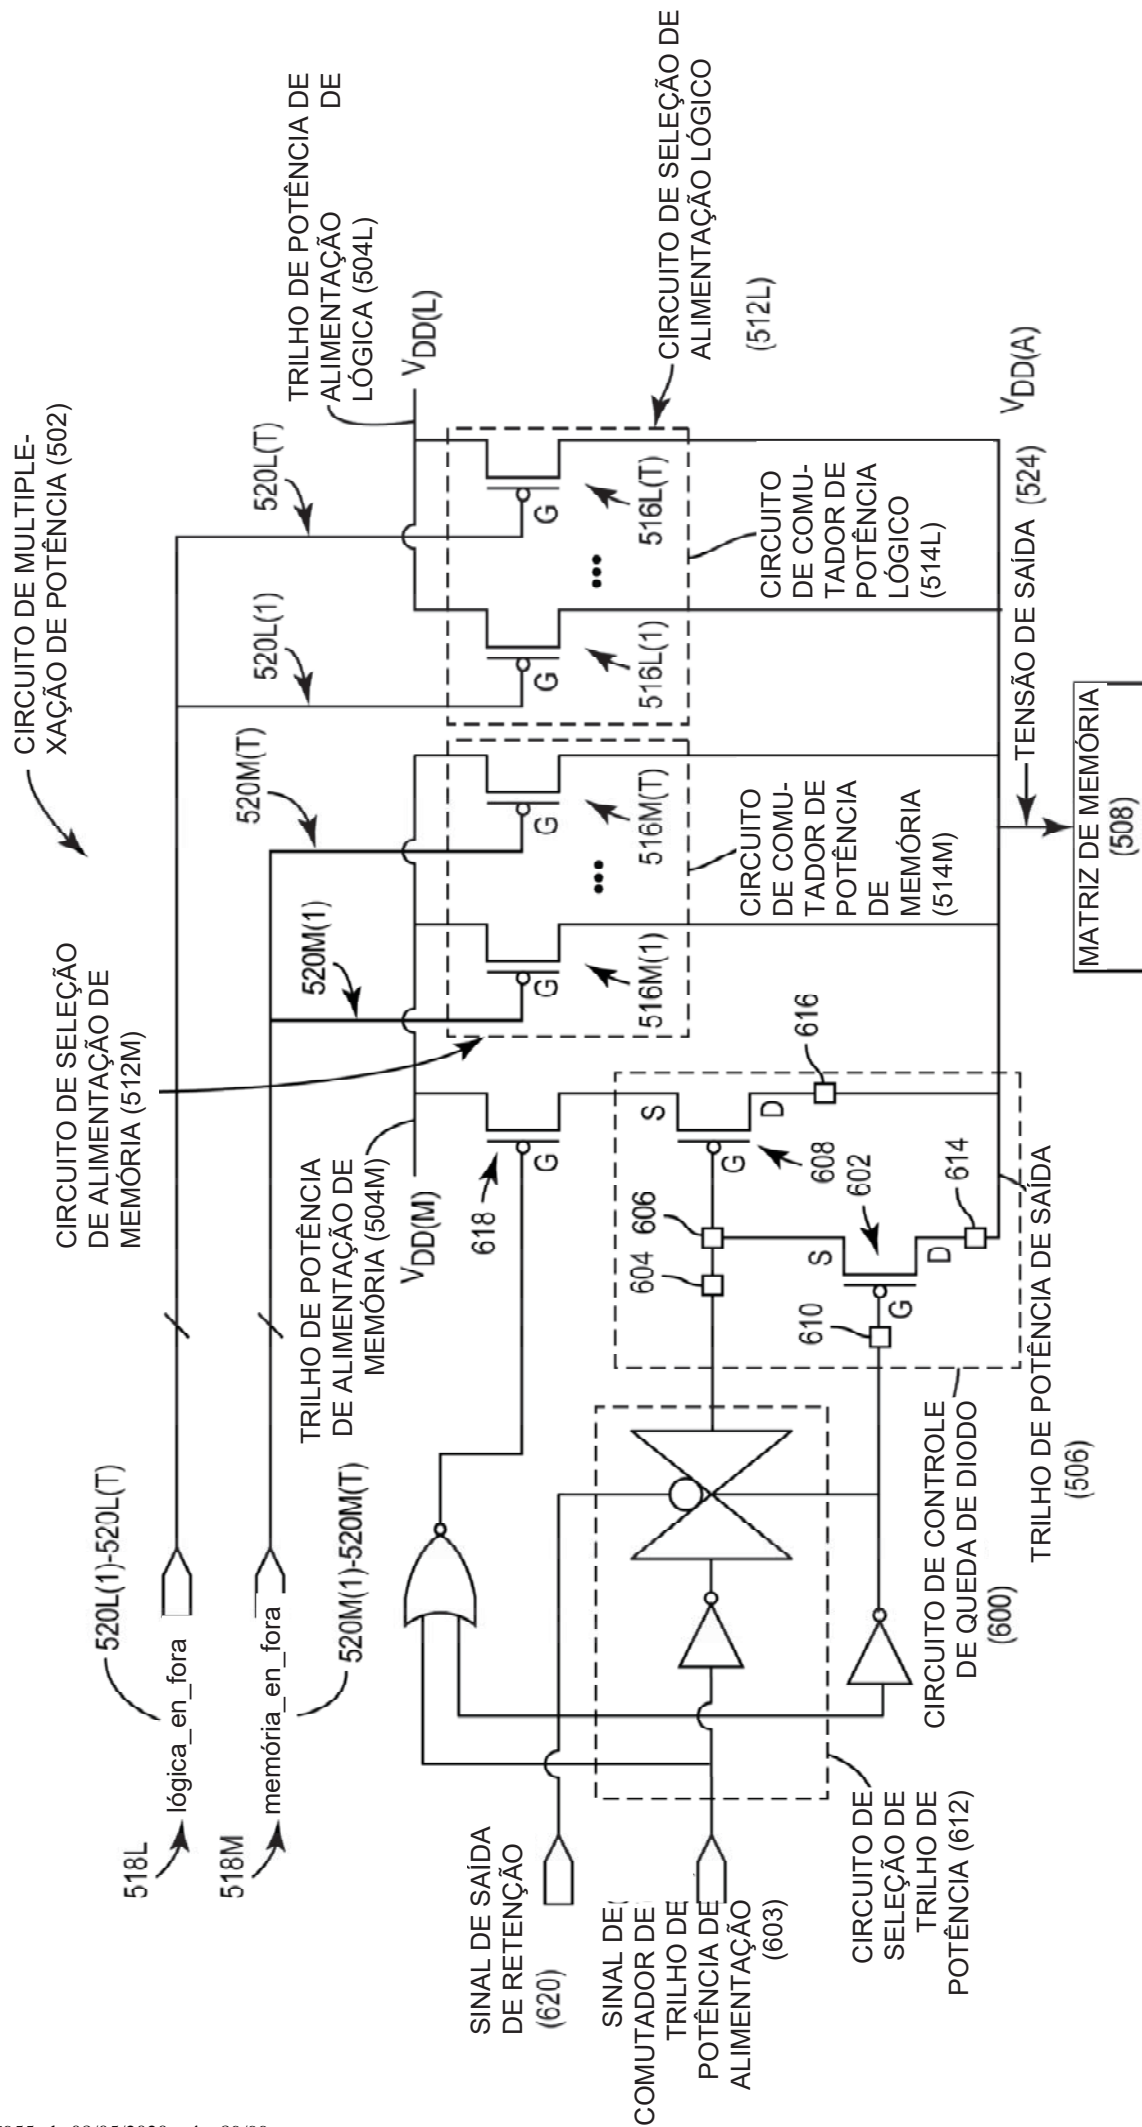 CIRCUITO DE MULTIPLE-
XAÇÃO DE POTÊNCIA (502)
CIRCUITO DE SELEÇÃO
DE ALIMENTAÇÃO DE
MEMÓRIA (512M)
520L(1)-520L(T)
518L
lógica_en_fora
518M
memória_en_fora
520M(1)-520M(T)
520M(1)
520M(T)
520L(1)
520L(T)
TRILHO DE POTÊNCIA DE
DE
ALIMENTAÇÃO
LÓGICA (504L)
VDD(L)
TRILHO DE POTÊNCIA
DE ALIMENTAÇÃO DE
MEMÓRIA (504M)
VDD(M)
618
G
G
516M(1)
•••
G
516M(T)
G
516L(1)
•••
G
516L(T)
CIRCUITO DE SELEÇÃO DE
ALIMENTAÇÃO LÓGICO
(512L)
SINAL DE SAÍDA
DE RETENÇÃO
(620)
SINAL DE
COMUTADOR DE
TRILHO DE
POTÊNCIA DE
ALIMENTAÇÃO
(603)
604
606
S
G
D
608
616
610
S
G
D
602
614
CIRCUITO
DE COMU-
TADOR DE
POTÊNCIA
DE
MEMÓRIA
(514M)
CIRCUITO
DE COMU-
TADOR DE
POTÊNCIA
LÓGICO
(514L)
CIRCUITO DE
SELEÇÃO DE
TRILHO DE
POTÊNCIA (612)
CIRCUITO DE CONTROLE
DE QUEDA DE DIODO
(600)
TRILHO DE POTÊNCIA DE SAÍDA
(506)
TENSÃO DE SAÍDA (524)
VDD(A)
MATRIZ DE MEMÓRIA
(508)